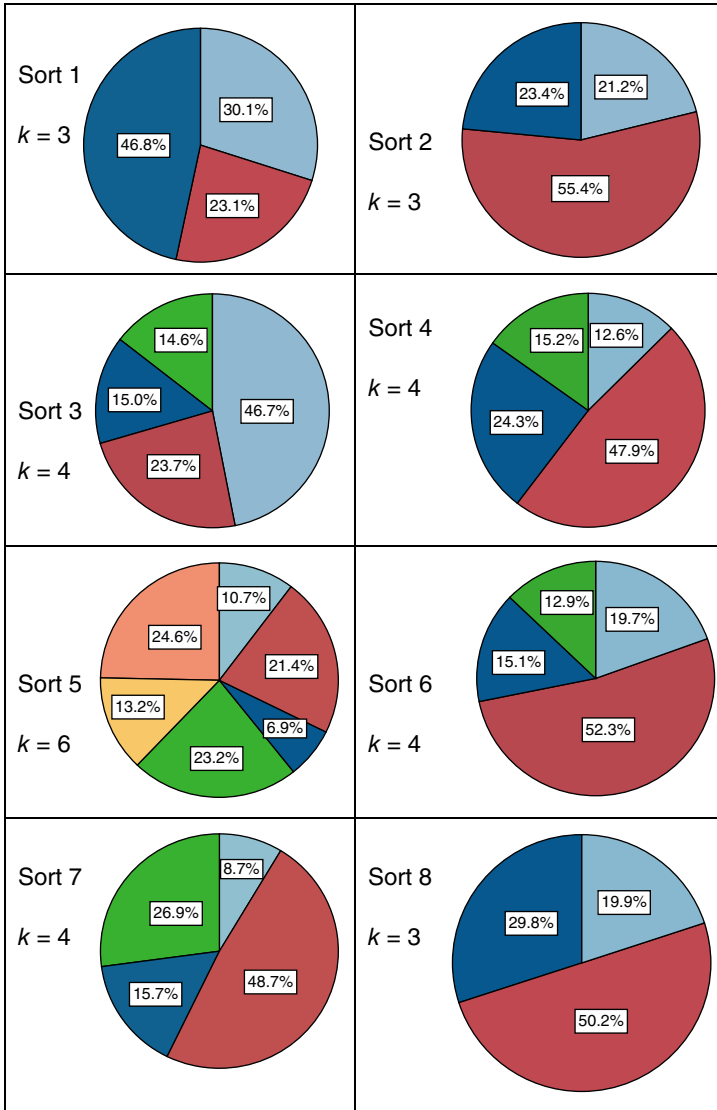 Sort 1
k = 3
30.1%
46.8%
23.1%
Sort 2
k = 3
23.4%
21.2%
55.4%
Sort 3
k = 4
14.6%
15.0%
46.7%
23.7%
Sort 4
k = 4
15.2%
12.6%
24.3%
47.9%
Sort 5
k = 6
10.7%
24.6%
21.4%
13.2%
6.9%
23.2%
Sort 6
k = 4
12.9%
19.7%
15.1%
52.3%
Sort 7
k = 4
8.7%
26.9%
48.7%
15.7%
Sort 8
k = 3
19.9%
29.8%
50.2%